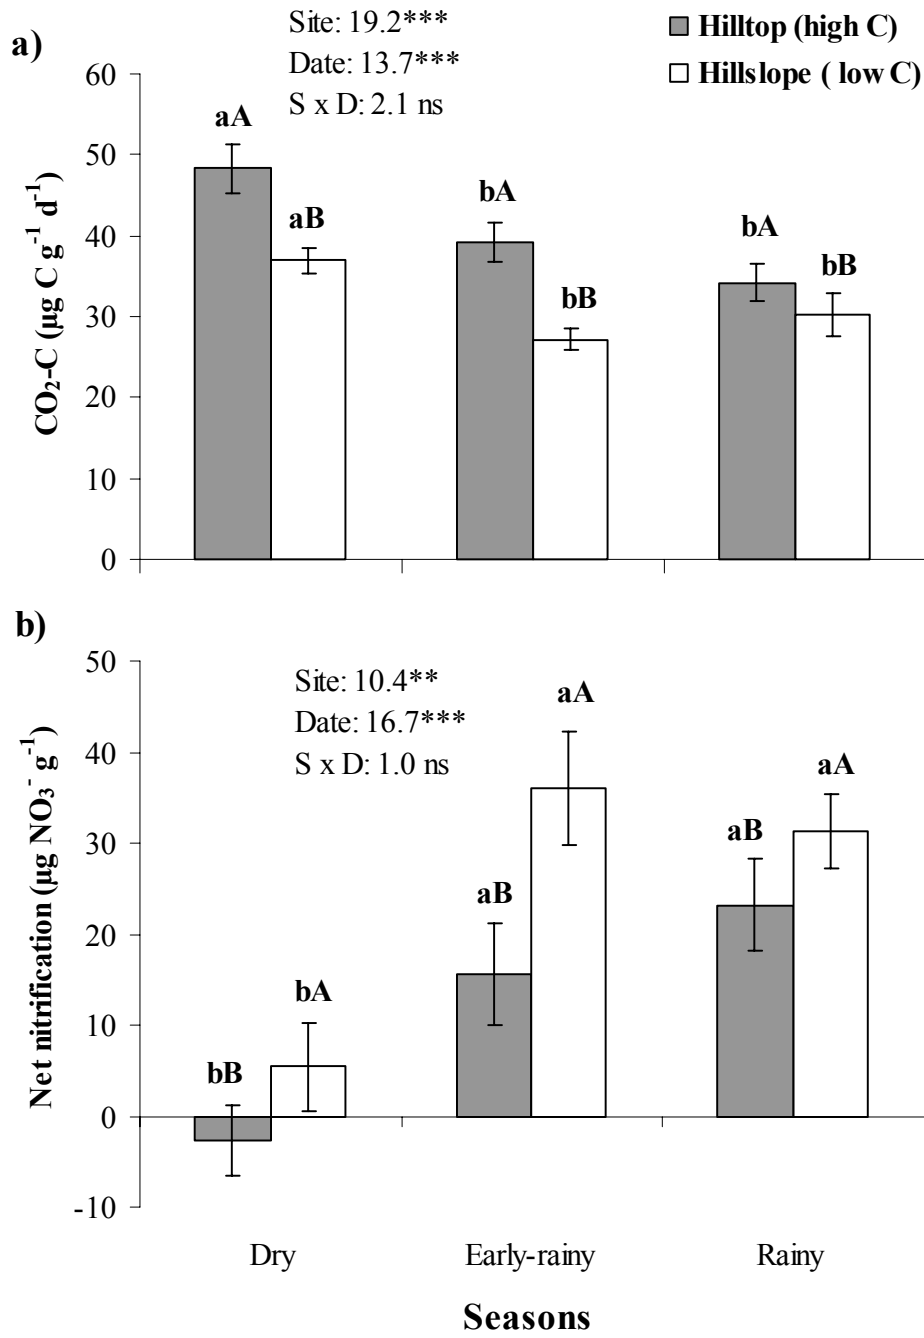 a)
Site: 19.2***
Date: 13.7***
S x D: 2.1 ns
Hilltop (high C)
Hillslope ( low C)
CO₂-C (µg C g⁻¹ d⁻¹)
60
50
40
30
20
10
0
aA
aB
bA
bB
bA
bB
b)
Site: 10.4**
Date: 16.7***
S x D: 1.0 ns
Net nitrification (µg NO₃⁻ g⁻¹)
50
40
30
20
10
0
-10
bB
bA
aB
aA
aB
aA
Dry Early-rainy Rainy
Seasons